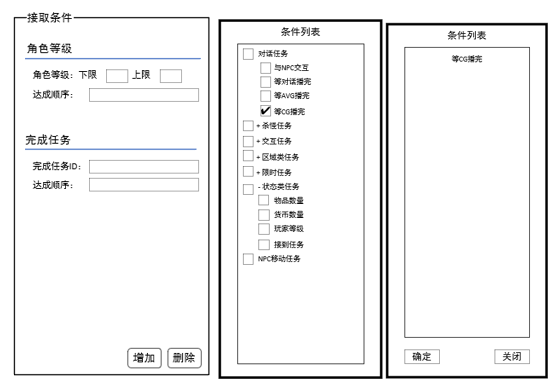 接取条件
角色等级
角色等级：下限 上限
达成顺序：
完成任务
完成任务ID：
达成顺序：
增加 删除
条件列表
对话任务
与NPC交互
等对话播完
等AVG播完
等CG播完
+ 杀怪任务
+ 交互任务
+ 区域类任务
+ 限时任务
- 状态类任务
物品数量
货币数量
玩家等级
接到任务
NPC移动任务
条件列表
等CG播完
确定 关闭